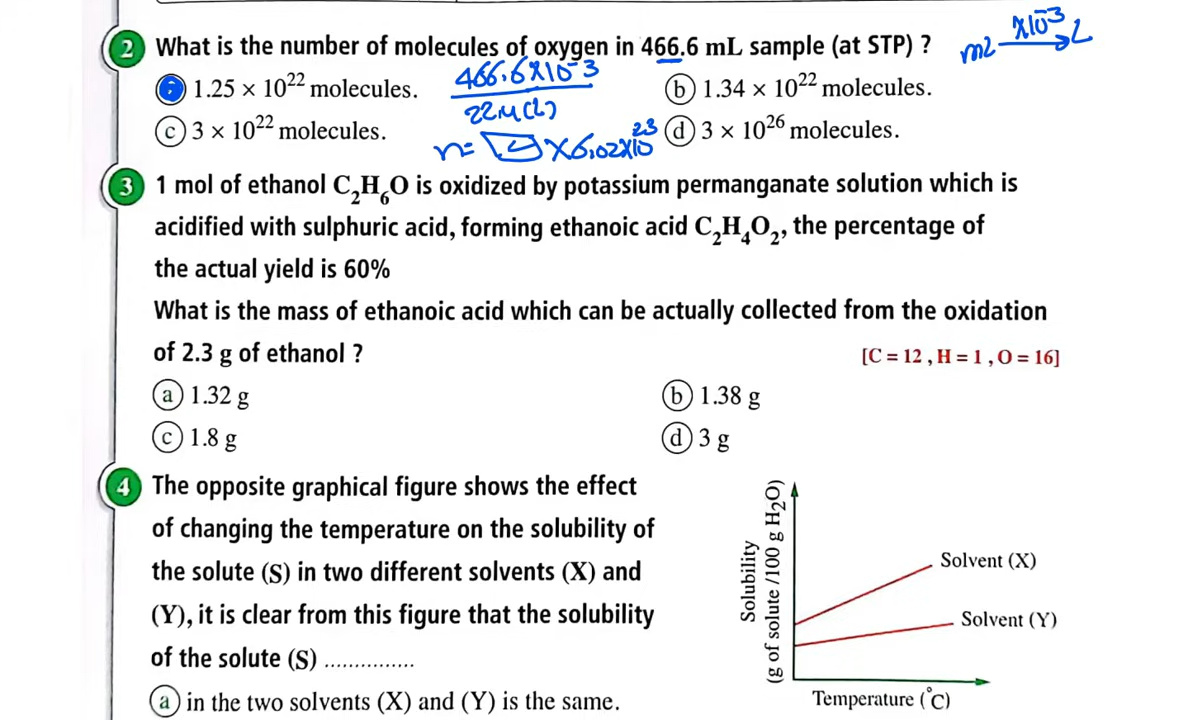 2 What is the number of molecules of oxygen in 466.6 mL sample (at STP) ?
mL ×10⁻³ L
1.25 × 10²² molecules.
466.6×10⁻³
22.4 (L)
b 1.34 × 10²² molecules.
c 3 × 10²² molecules.
n= ×6.02×10²³
d 3 × 10²⁶ molecules.
3 1 mol of ethanol C₂H₆O is oxidized by potassium permanganate solution which is
acidified with sulphuric acid, forming ethanoic acid C₂H₄O₂, the percentage of
the actual yield is 60%
What is the mass of ethanoic acid which can be actually collected from the oxidation
of 2.3 g of ethanol ?
[C = 12 , H = 1 , O = 16]
a 1.32 g
b 1.38 g
c 1.8 g
d 3 g
4 The opposite graphical figure shows the effect
of changing the temperature on the solubility of
the solute (S) in two different solvents (X) and
(Y), it is clear from this figure that the solubility
of the solute (S) ...............
a in the two solvents (X) and (Y) is the same.
Solubility
(g of solute /100 g H₂O)
Solvent (X)
Solvent (Y)
Temperature (°C)